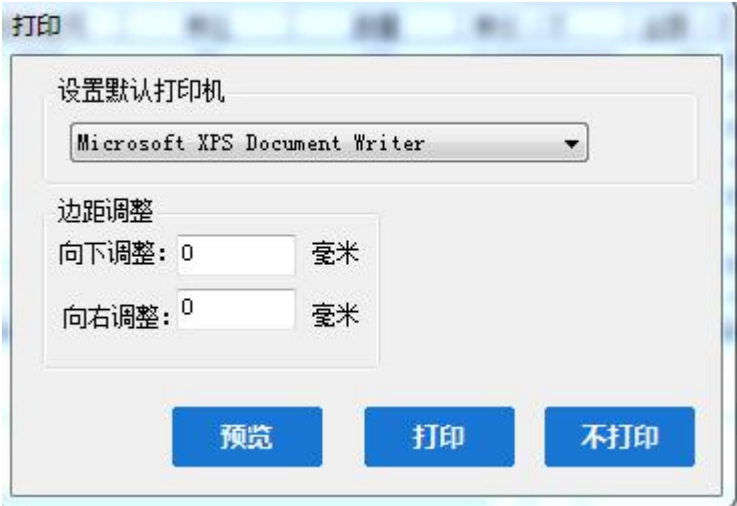 打印
设置默认打印机
Microsoft XPS Document Writer
边距调整
向下调整: 0 毫米
向右调整: 0 毫米
预览 打印 不打印